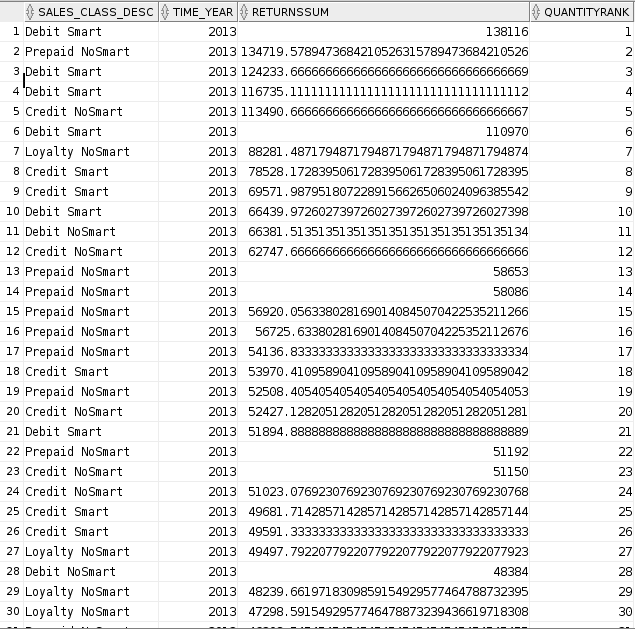 SALES_CLASS_DESC TIME_YEAR RETURNSSUM QUANTITYRANK
1 Debit Smart 2013 138116 1
2 Prepaid NoSmart 2013 134719.578947368421052631578947368421​0526 2
3 Debit Smart 2013 124233.6666666666666666666666666666666669 3
4 Debit Smart 2013 116735.1111111111111111111111111111111112 4
5 Credit NoSmart 2013 113490.6666666666666666666666666666666667 5
6 Debit Smart 2013 110970 6
7 Loyalty NoSmart 2013 88281.4871794871794871794871794871794874 7
8 Credit Smart 2013 78528.1728395061728395061728395061728395 8
9 Credit Smart 2013 69571.9879518072289156626506024096385542 9
10 Debit Smart 2013 66439.9726027397260273972602739726027398 10
11 Debit NoSmart 2013 66381.5135135135135135135135135135135134 11
12 Credit NoSmart 2013 62747.6666666666666666666666666666666666 12
13 Prepaid NoSmart 2013 58653 13
14 Prepaid NoSmart 2013 58086 14
15 Prepaid NoSmart 2013 56920.0563380281690140845070422535211266 15
16 Prepaid NoSmart 2013 56725.633802816901408450704225352112676 16
17 Prepaid NoSmart 2013 54136.8333333333333333333333333333333334 17
18 Credit Smart 2013 53970.4109589041095890410958904109589042 18
19 Prepaid NoSmart 2013 52508.4054054054054054054054054054054053 19
20 Credit NoSmart 2013 52427.1282051282051282051282051282051281 20
21 Debit Smart 2013 51894.8888888888888888888888888888888889 21
22 Prepaid NoSmart 2013 51192 22
23 Credit NoSmart 2013 51150 23
24 Credit NoSmart 2013 51023.0769230769230769230769230769230768 24
25 Credit Smart 2013 49681.7142857142857142857142857142857144 25
26 Credit Smart 2013 49591.3333333333333333333333333333333333 26
27 Loyalty NoSmart 2013 49497.7922077922077922077922077922077923 27
28 Debit NoSmart 2013 48384 28
29 Loyalty NoSmart 2013 48239.6619718309859154929577464788732395 29
30 Loyalty NoSmart 2013 47298.5915492957746478873239436619718308 30